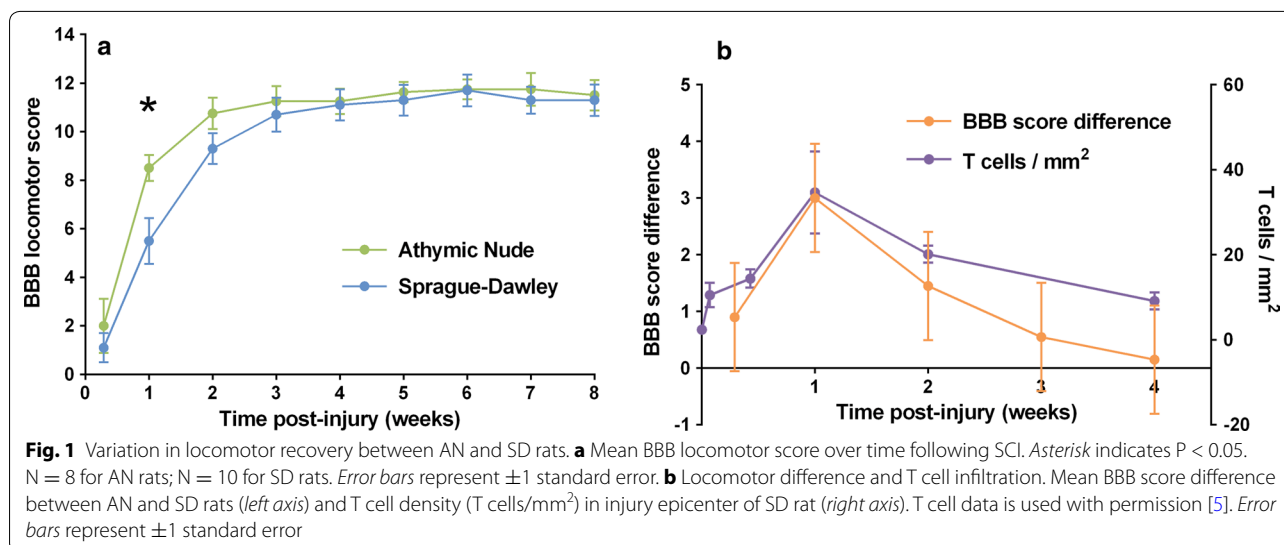 a
b
*
BBB locomotor score
14
12
10
8
6
4
2
0
0 1 2 3 4 5 6 7 8
Time post-injury (weeks)
Athymic Nude
Sprague-Dawley
BBB score difference
5
4
3
2
1
0
-1
1 2 3 4
Time post-injury (weeks)
BBB score difference
T cells / mm²
60
40
20
0
-20
T cells / mm²
Fig. 1 Variation in locomotor recovery between AN and SD rats. a Mean BBB locomotor score over time following SCI. Asterisk indicates P < 0.05.
N = 8 for AN rats; N = 10 for SD rats. Error bars represent ±1 standard error. b Locomotor difference and T cell infiltration. Mean BBB score difference
between AN and SD rats (left axis) and T cell density (T cells/mm²) in injury epicenter of SD rat (right axis). T cell data is used with permission [5]. Error
bars represent ±1 standard error